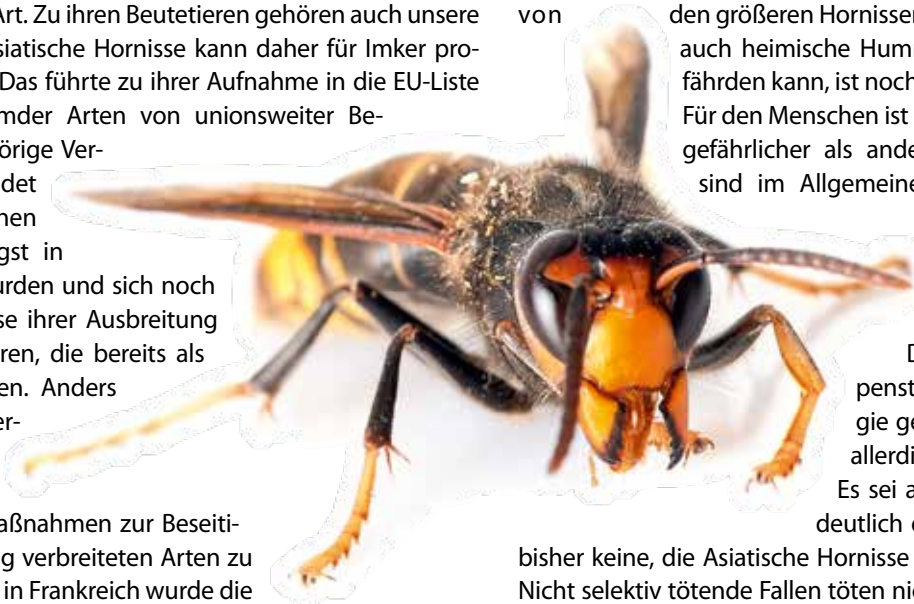 Art. Zu ihren Beutetieren gehören auch unsere
siatische Hornisse kann daher für Imker pro-
Das führte zu ihrer Aufnahme in die EU-Liste
mder Arten von unionsweiter Be-
örige Ver-
det
nen
gst in
urden und sich noch
se ihrer Ausbreitung
ren, die bereits als
en. Anders
er-
aßnahmen zur Beseiti-
g verbreiteten Arten zu
in Frankreich wurde die
von den größeren Hornissen
auch heimische Hum
fährden kann, ist noch
Für den Menschen ist
gefährlicher als ande
sind im Allgemeine
D
penst
gie ge
allerdi
Es sei a
deutlich
bisher keine, die Asiatische Hornisse
Nicht selektiv tötende Fallen töten nic